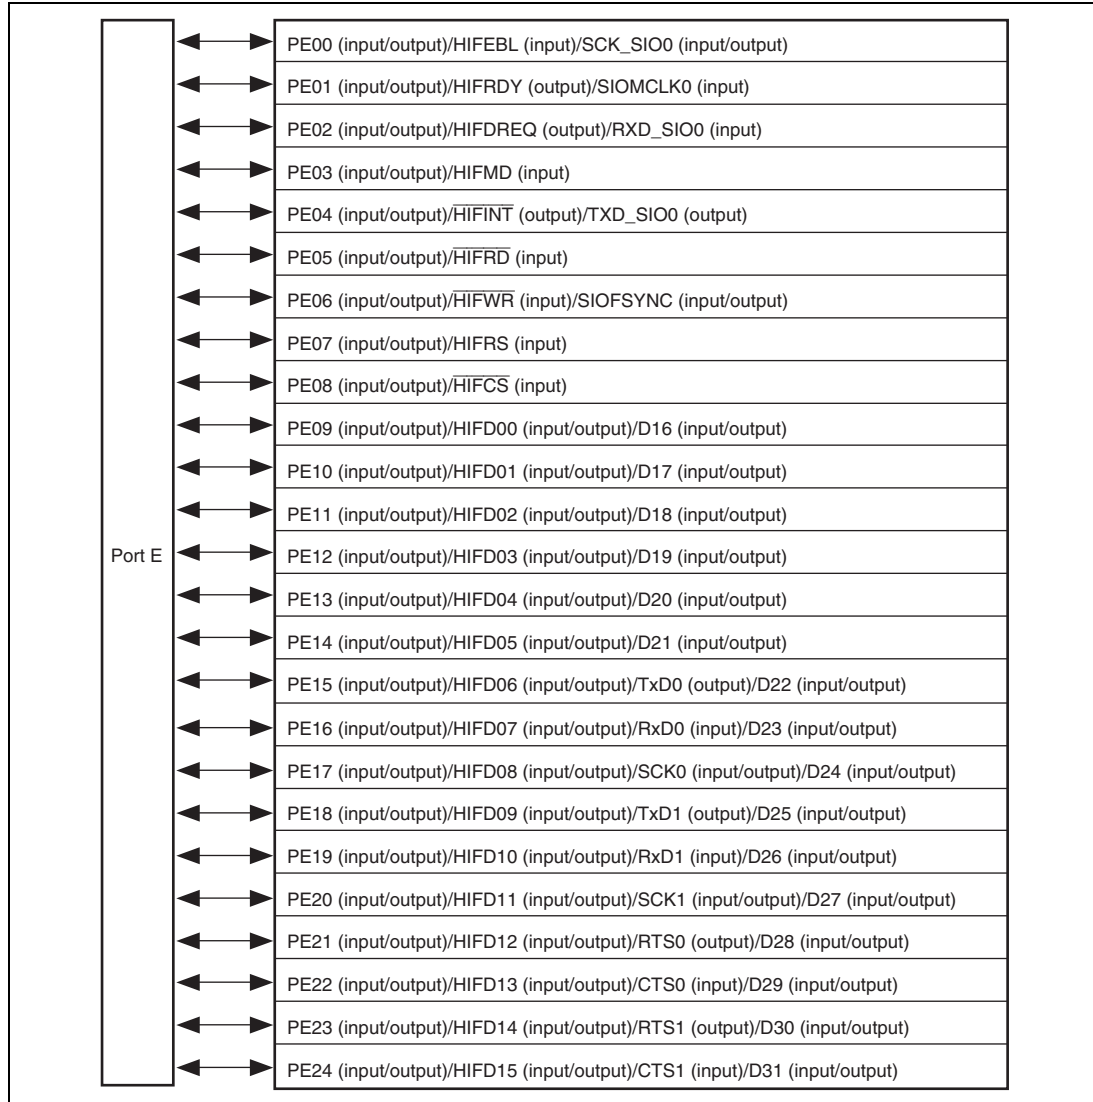 PE00 (input/output)/HIFEBL (input)/SCK_SIO0 (input/output)
PE01 (input/output)/HIFRDY (output)/SIOMCLK0 (input)
PE02 (input/output)/HIFDREQ (output)/RXD_SIO0 (input)
PE03 (input/output)/HIFMD (input)
PE04 (input/output)/H̅I̅F̅I̅N̅T̅ (output)/TXD_SIO0 (output)
PE05 (input/output)/H̅I̅F̅R̅D̅ (input)
PE06 (input/output)/H̅I̅F̅W̅R̅ (input)/SIOFSYNC (input/output)
PE07 (input/output)/HIFRS (input)
PE08 (input/output)/H̅I̅F̅C̅S̅ (input)
PE09 (input/output)/HIFD00 (input/output)/D16 (input/output)
PE10 (input/output)/HIFD01 (input/output)/D17 (input/output)
PE11 (input/output)/HIFD02 (input/output)/D18 (input/output)
Port E
PE12 (input/output)/HIFD03 (input/output)/D19 (input/output)
PE13 (input/output)/HIFD04 (input/output)/D20 (input/output)
PE14 (input/output)/HIFD05 (input/output)/D21 (input/output)
PE15 (input/output)/HIFD06 (input/output)/TxD0 (output)/D22 (input/output)
PE16 (input/output)/HIFD07 (input/output)/RxD0 (input)/D23 (input/output)
PE17 (input/output)/HIFD08 (input/output)/SCK0 (input/output)/D24 (input/output)
PE18 (input/output)/HIFD09 (input/output)/TxD1 (output)/D25 (input/output)
PE19 (input/output)/HIFD10 (input/output)/RxD1 (input)/D26 (input/output)
PE20 (input/output)/HIFD11 (input/output)/SCK1 (input/output)/D27 (input/output)
PE21 (input/output)/HIFD12 (input/output)/RTS0 (output)/D28 (input/output)
PE22 (input/output)/HIFD13 (input/output)/CTS0 (input)/D29 (input/output)
PE23 (input/output)/HIFD14 (input/output)/RTS1 (output)/D30 (input/output)
PE24 (input/output)/HIFD15 (input/output)/CTS1 (input)/D31 (input/output)